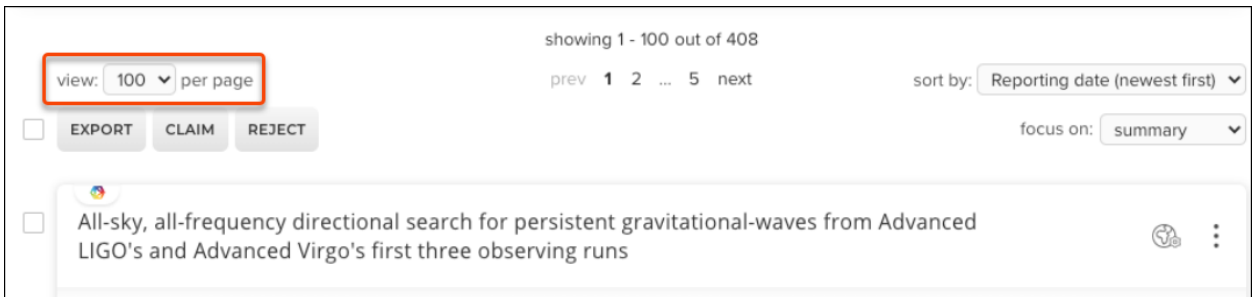 showing 1 - 100 out of 408
view: 100 per page
prev 1 2 ... 5 next
sort by: Reporting date (newest first)
EXPORT CLAIM REJECT
focus on: summary
All-sky, all-frequency directional search for persistent gravitational-waves from Advanced
LIGO's and Advanced Virgo's first three observing runs